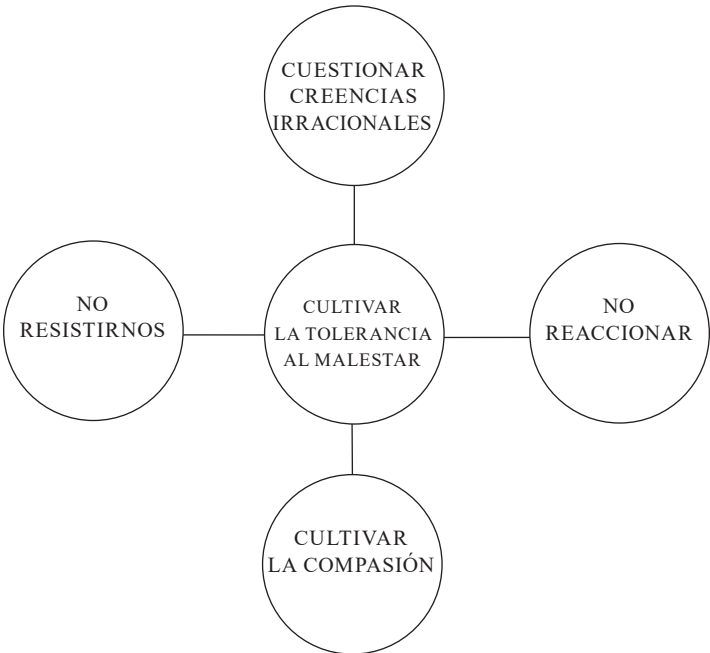 CUESTIONAR
CREENCIAS
IRRACIONALES
NO
RESISTIRNOS
CULTIVAR
LA TOLERANCIA
AL MALESTAR
NO
REACCIONAR
CULTIVAR
LA COMPASIÓN